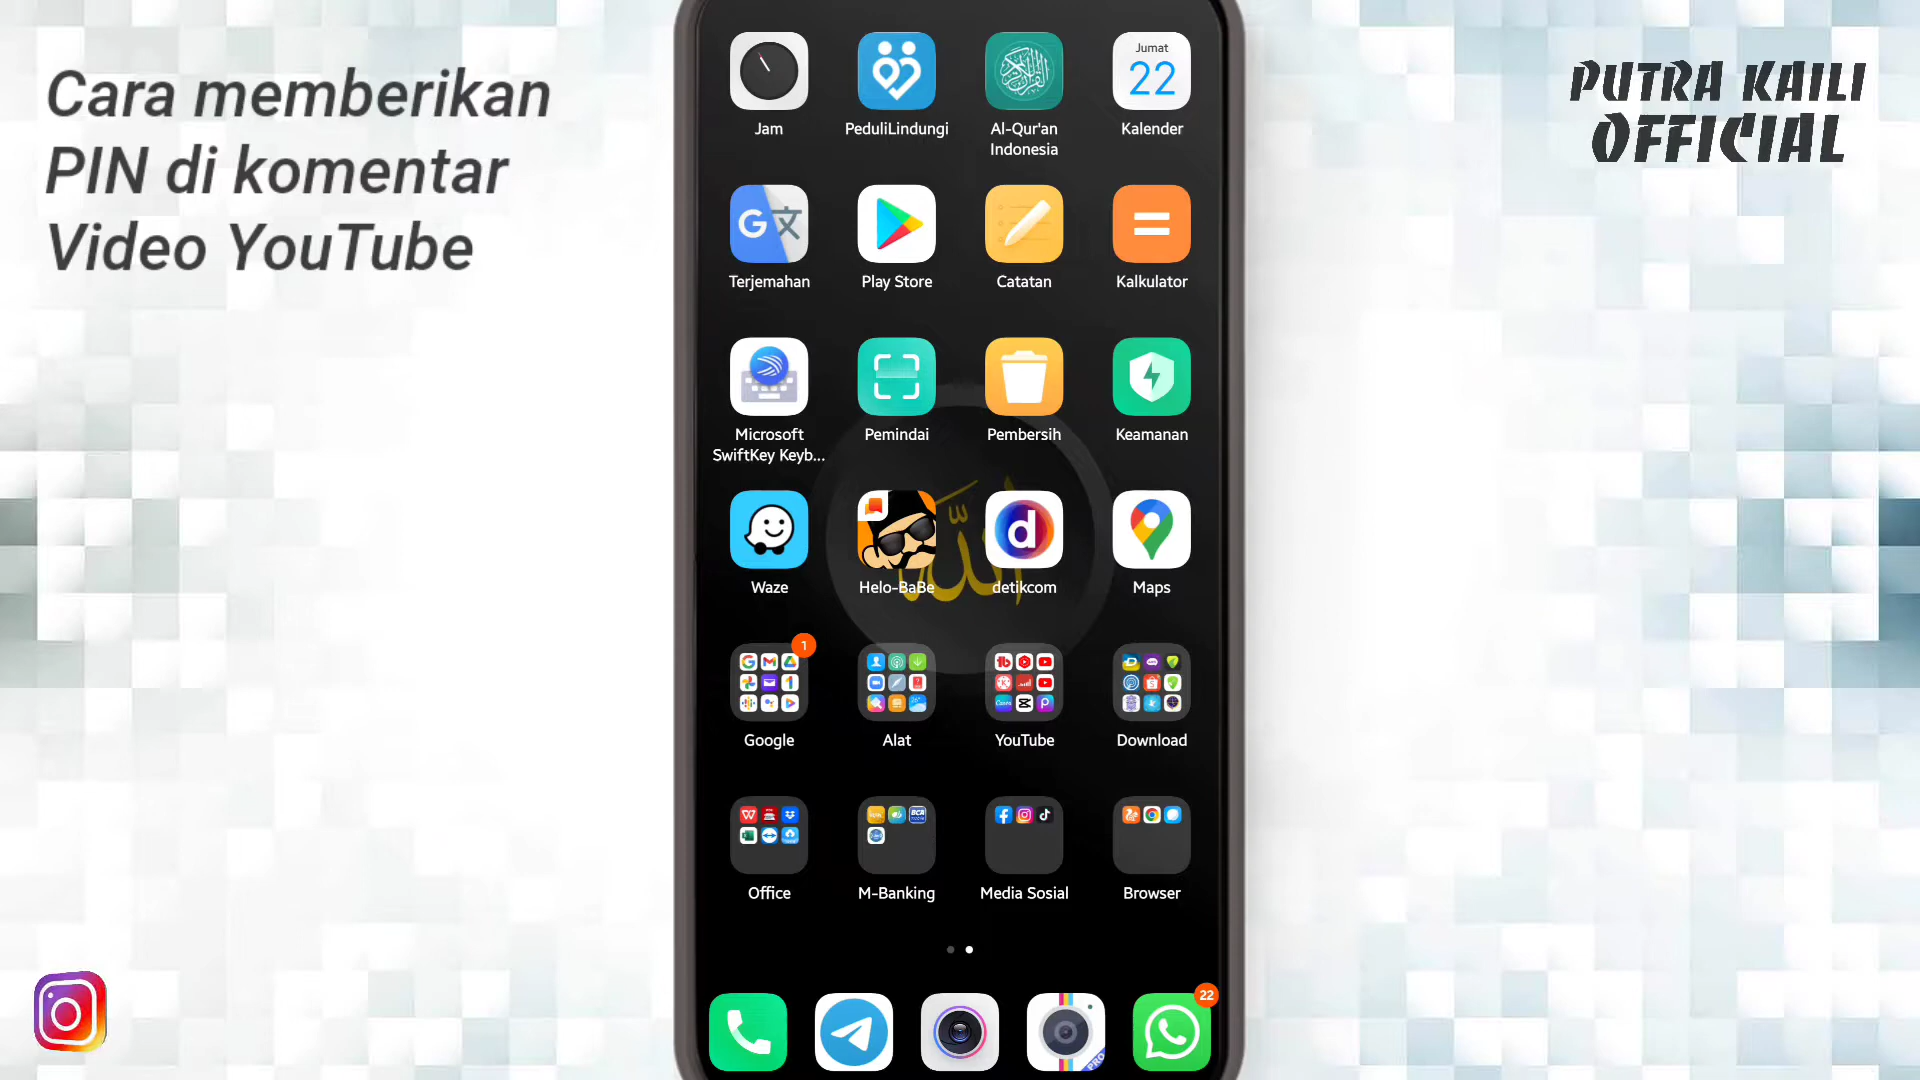 Cara memberikan
PIN di komentar
Video YouTube
PUTRA KAILI
OFFICIAL
Jam
PeduliLindungi
Al-Qur'an
Indonesia
Jumat
22
Kalender
Terjemahan
Play Store
Catatan
Kalkulator
Microsoft
SwiftKey Keyb...
Pemindai
Pembersih
Keamanan
Waze
Helo-BaBe
detikcom
Maps
الله
1
Google
Alat
YouTube
Download
Office
M-Banking
Media Sosial
Browser
PRO
22